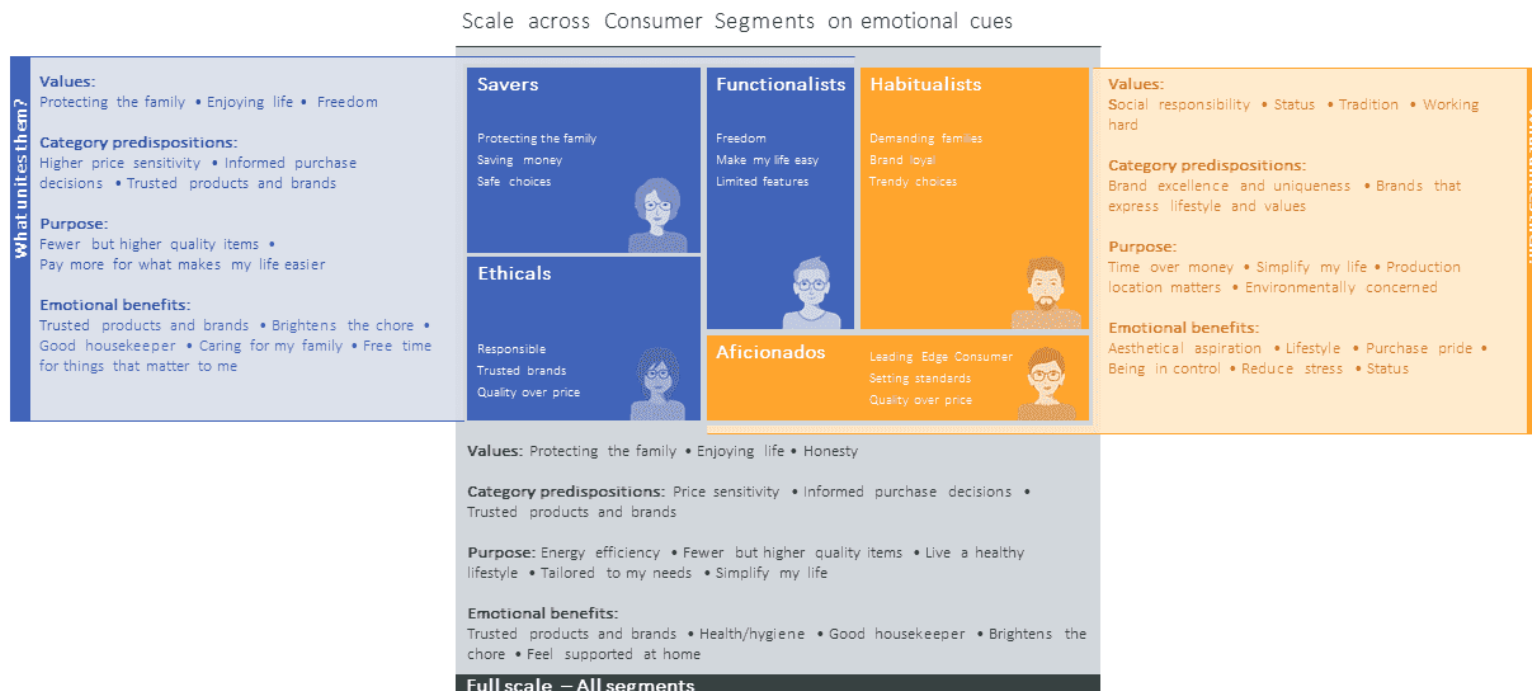 Scale across Consumer Segments on emotional cues
What unites them?
Values:
Protecting the family • Enjoying life • Freedom
Category predispositions:
Higher price sensitivity • Informed purchase
decisions • Trusted products and brands
Purpose:
Fewer but higher quality items •
Pay more for what makes my life easier
Emotional benefits:
Trusted products and brands • Brightens the chore •
Good housekeeper • Caring for my family • Free time
for things that matter to me
Savers
Protecting the family
Saving money
Safe choices
Functionalists
Freedom
Make my life easy
Limited features
Habitualists
Demanding families
Brand loyal
Trendy choices
Ethicals
Responsible
Trusted brands
Quality over price
Aficionados
Leading Edge Consumer
Setting standards
Quality over price
Values:
Social responsibility • Status • Tradition • Working
hard
Category predispositions:
Brand excellence and uniqueness • Brands that
express lifestyle and values
Purpose:
Time over money • Simplify my life • Production
location matters • Environmentally concerned
Emotional benefits:
Aesthetical aspiration • Lifestyle • Purchase pride •
Being in control • Reduce stress • Status
Values: Protecting the family • Enjoying life • Honesty
Category predispositions: Price sensitivity • Informed purchase decisions •
Trusted products and brands
Purpose: Energy efficiency • Fewer but higher quality items • Live a healthy
lifestyle • Tailored to my needs • Simplify my life
Emotional benefits:
Trusted products and brands • Health/hygiene • Good housekeeper • Brightens the
chore • Feel supported at home
Full scale – All segments